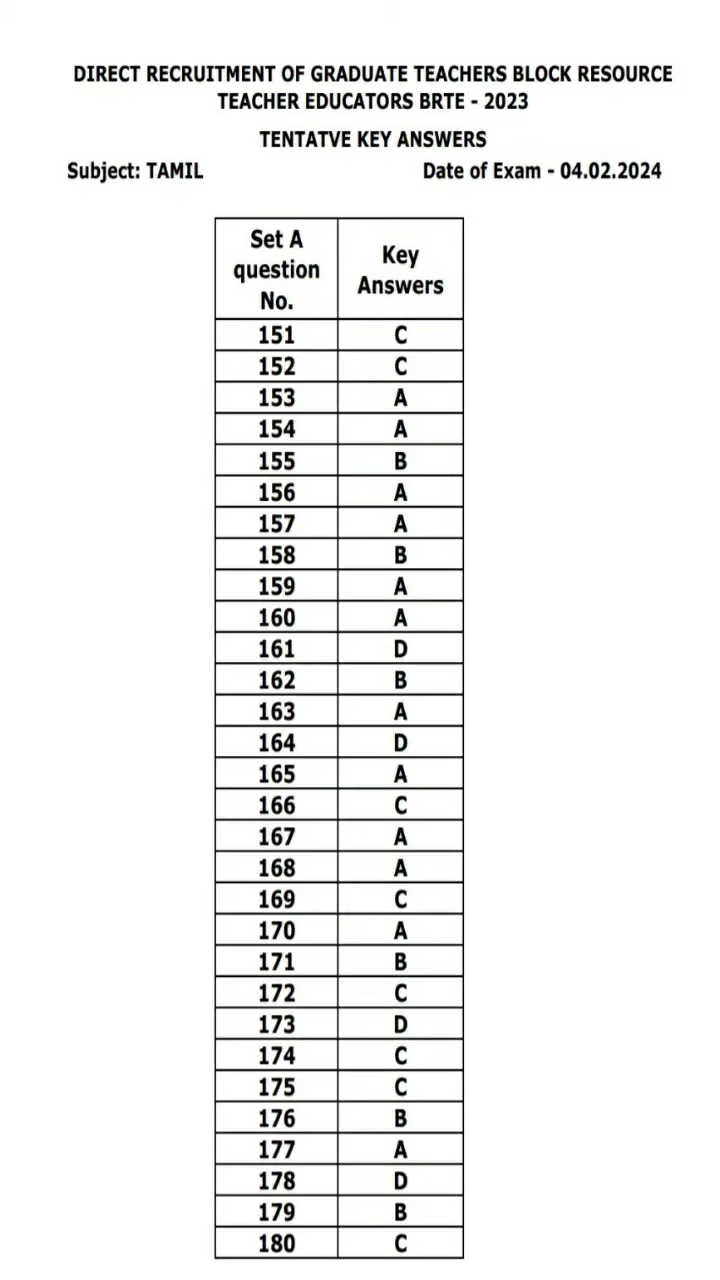 DIRECT RECRUITMENT OF GRADUATE TEACHERS BLOCK RESOURCE
TEACHER EDUCATORS BRTE - 2023
TENTATVE KEY ANSWERS
Subject: TAMIL Date of Exam - 04.02.2024
Set A question No. Key Answers
151 C
152 C
153 A
154 A
155 B
156 A
157 A
158 B
159 A
160 A
161 D
162 B
163 A
164 D
165 A
166 C
167 A
168 A
169 C
170 A
171 B
172 C
173 D
174 C
175 C
176 B
177 A
178 D
179 B
180 C